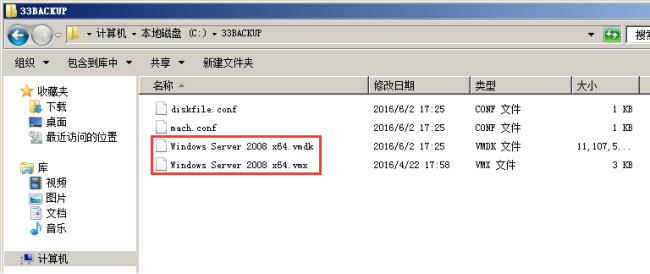 33BACKUP
计算机 本地磁盘 (C:) 33BACKUP
搜索
组织 包含到库中 共享 新建文件夹
收藏夹
下载
桌面
最近访问的位置
库
视频
图片
文档
音乐
计算机
名称 修改日期 类型 大小
diskfile.conf 2016/6/2 17:25 CONF 文件 1 KB
mach.conf 2016/6/2 17:25 CONF 文件 1 KB
Windows Server 2008 x64.vmdk 2016/6/2 17:25 VMDK 文件 11,107,5...
Windows Server 2008 x64.vmx 2016/4/22 17:58 VMX 文件 3 KB